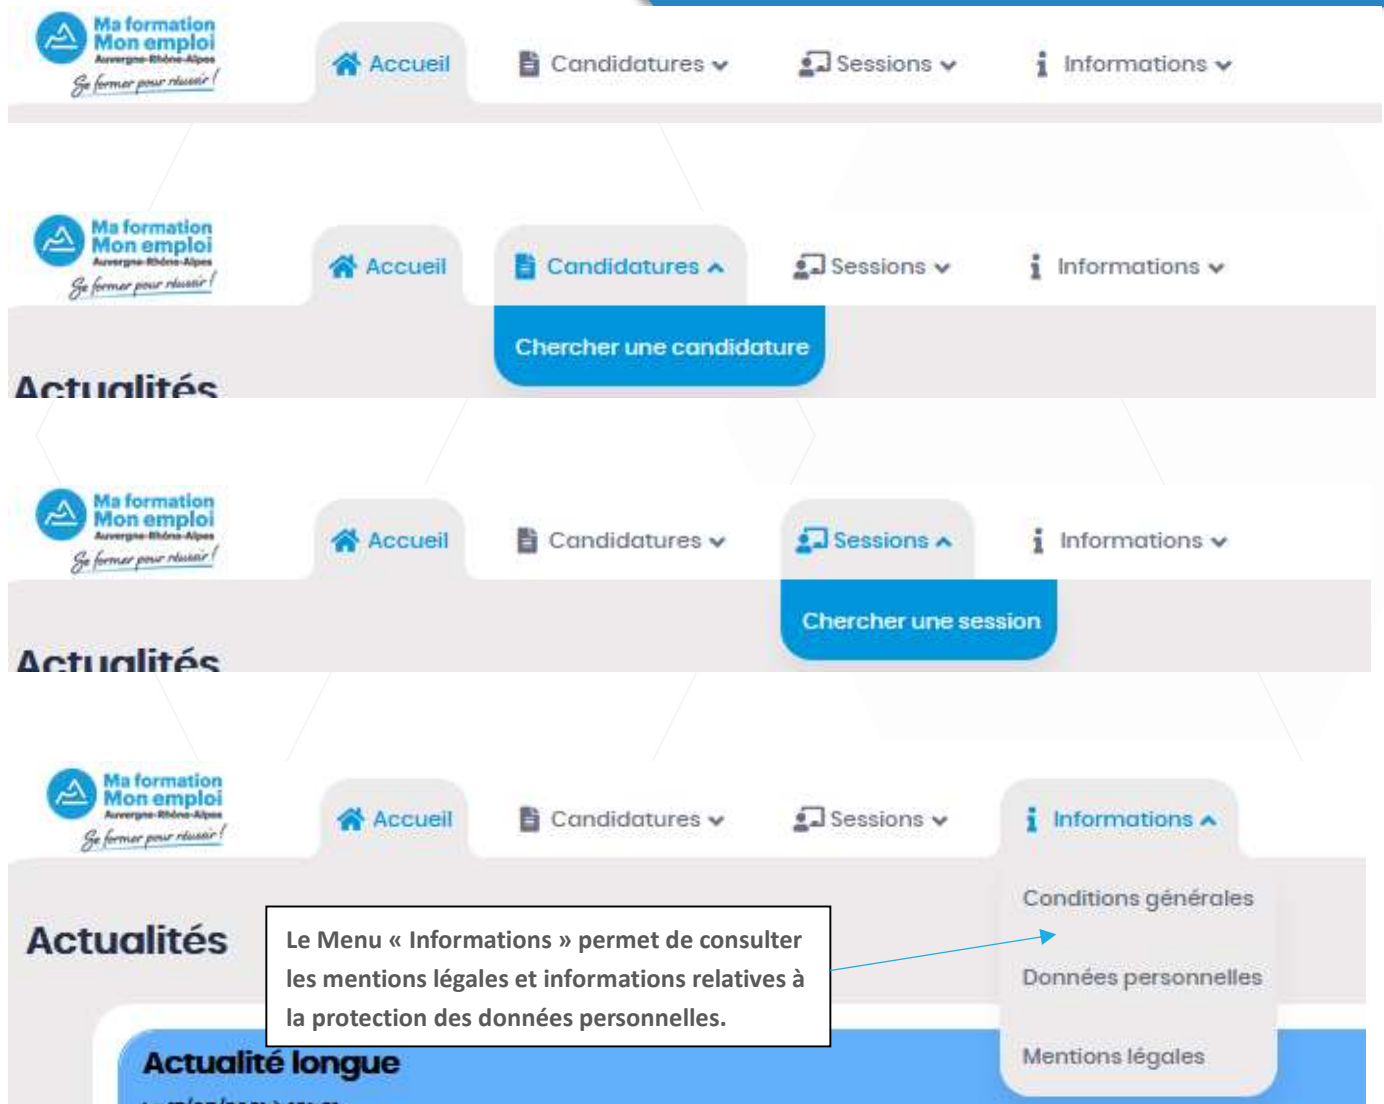 Ma formation
Mon emploi
Auvergne-Rhône-Alpes
Se former pour réussir !
Accueil
Candidatures
Sessions
Informations
Ma formation
Mon emploi
Auvergne-Rhône-Alpes
Se former pour réussir !
Accueil
Candidatures
Sessions
Informations
Chercher une candidature
Actualités
Ma formation
Mon emploi
Auvergne-Rhône-Alpes
Se former pour réussir !
Accueil
Candidatures
Sessions
Informations
Chercher une session
Actualités
Ma formation
Mon emploi
Auvergne-Rhône-Alpes
Se former pour réussir !
Accueil
Candidatures
Sessions
Informations
Conditions générales
Données personnelles
Mentions légales
Actualités
Le Menu « Informations » permet de consulter
les mentions légales et informations relatives à
la protection des données personnelles.
Actualité longue